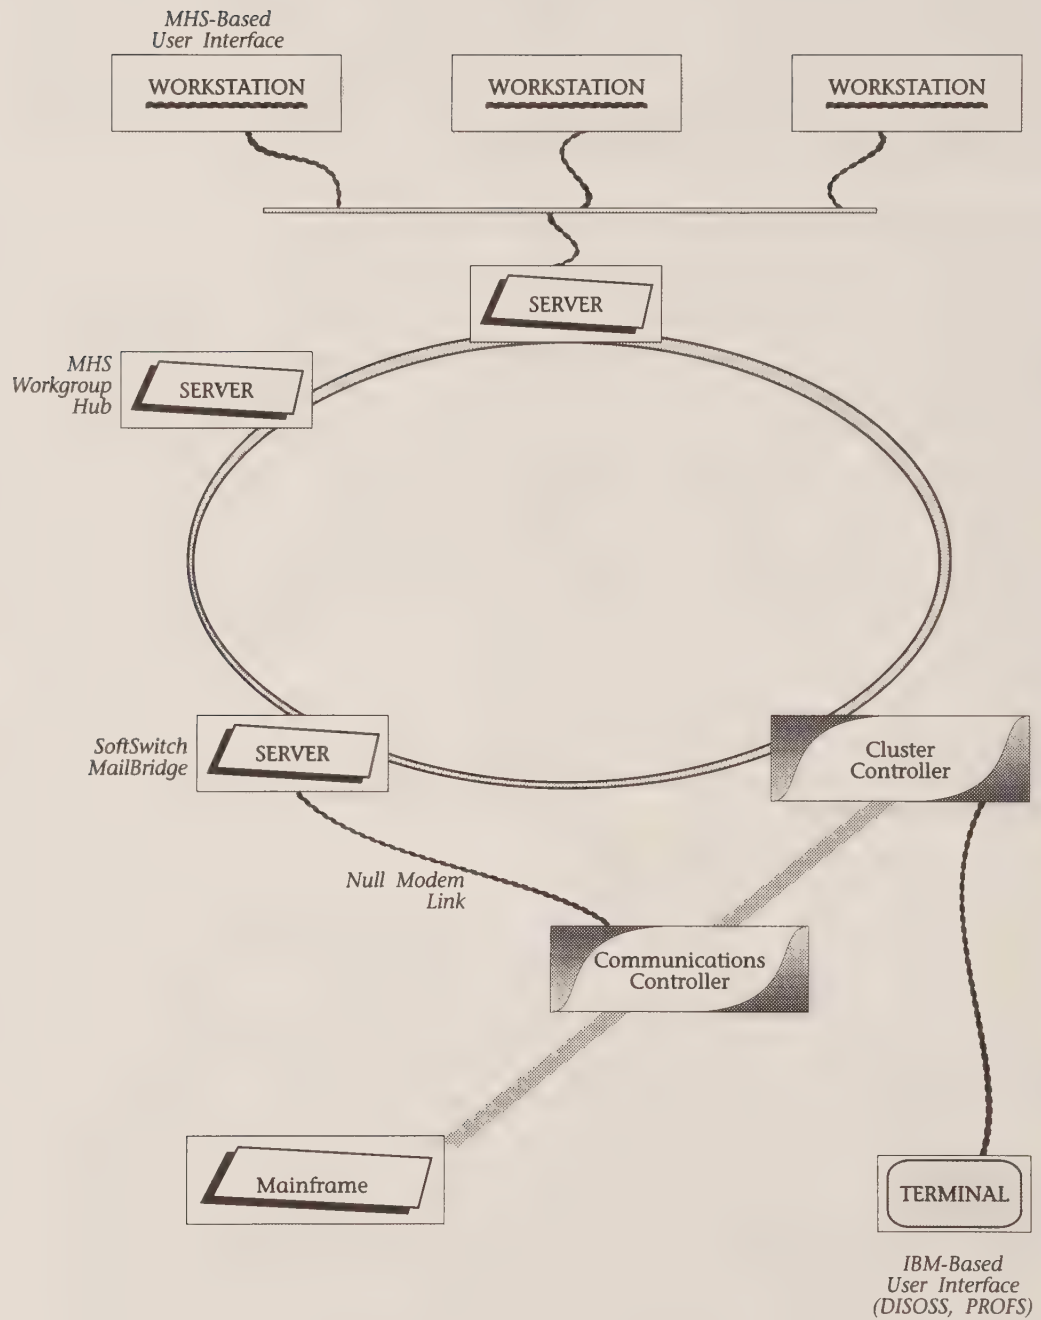 MHS-Based
User Interface
WORKSTATION
WORKSTATION
WORKSTATION
SERVER
MHS
Workgroup
Hub
SERVER
SoftSwitch
MailBridge
SERVER
Cluster
Controller
Null Modem
Link
Communications
Controller
Mainframe
TERMINAL
IBM-Based
User Interface
(DISOSS, PROFS)